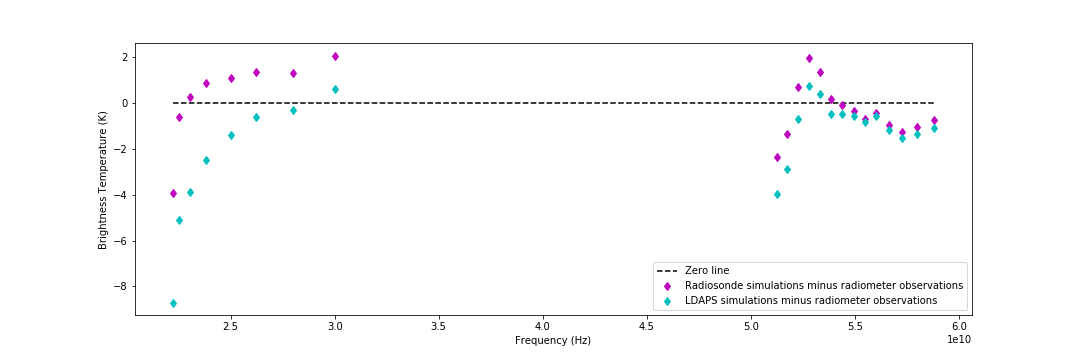 2
0
−2
−4
−6
−8
Brightness Temperature (K)
2.5 3.0 3.5 4.0 4.5 5.0 5.5 6.0
1e10
Frequency (Hz)
Zero line
Radiosonde simulations minus radiometer observations
LDAPS simulations minus radiometer observations